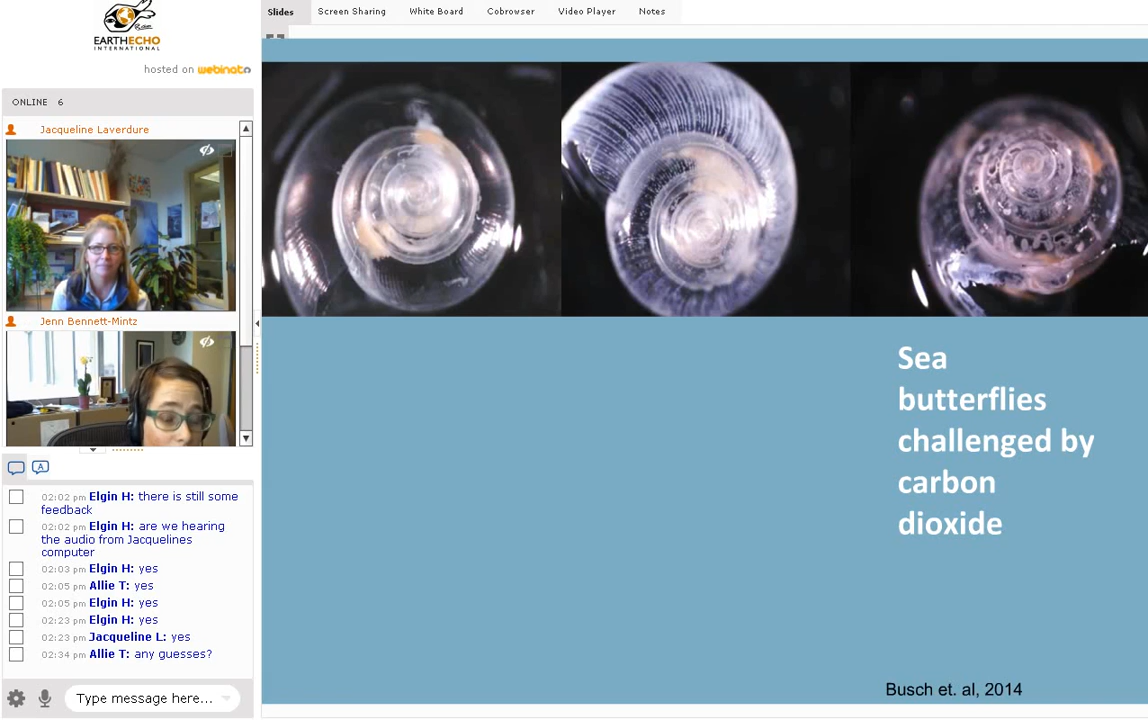 EARTHECHO
INTERNATIONAL
hosted on webinato
ONLINE 6
Jacqueline Laverdure
Jenn Bennett-Mintz
02:02 pm Elgin H: there is still some
feedback
02:02 pm Elgin H: are we hearing
the audio from Jacquelines
computer
02:03 pm Elgin H: yes
02:05 pm Allie T: yes
02:05 pm Elgin H: yes
02:23 pm Elgin H: yes
02:23 pm Jacqueline L: yes
02:34 pm Allie T: any guesses?
Type message here...
Slides Screen Sharing White Board Cobrowser Video Player Notes
Sea
butterflies
challenged by
carbon
dioxide
Busch et. al, 2014